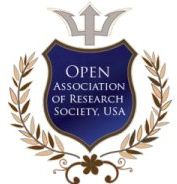 OPEN
ASSOCIATION
OF RESEARCH
SOCIETY, USA